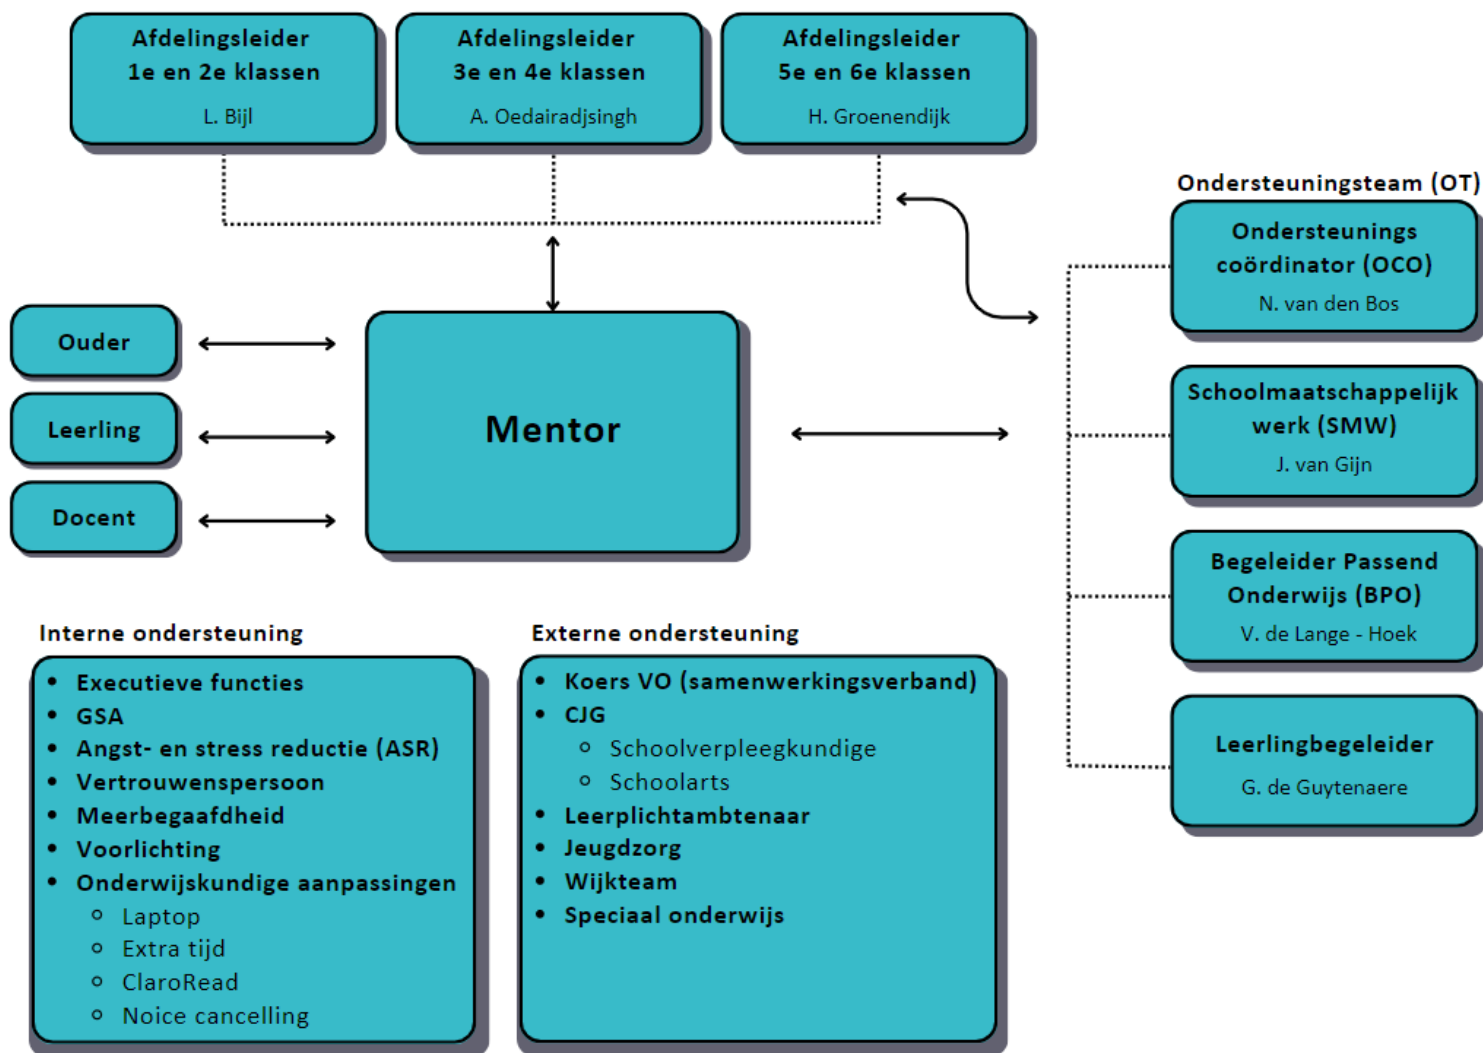 Afdelingsleider
1e en 2e klassen
L. Bijl
Afdelingsleider
3e en 4e klassen
A. Oedairadjsingh
Afdelingsleider
5e en 6e klassen
H. Groenendijk
Ondersteuningsteam (OT)
Ondersteunings
coördinator (OCO)
N. van den Bos
Schoolmaatschappelijk
werk (SMW)
J. van Gijn
Begeleider Passend
Onderwijs (BPO)
V. de Lange - Hoek
Leerlingbegeleider
G. de Guytenaere
Ouder
Leerling
Docent
Mentor
Interne ondersteuning
• Executieve functies
• GSA
• Angst- en stress reductie (ASR)
• Vertrouwenspersoon
• Meerbegaafdheid
• Voorlichting
• Onderwijskundige aanpassingen
◦ Laptop
◦ Extra tijd
◦ ClaroRead
◦ Noice cancelling
Externe ondersteuning
• Koers VO (samenwerkingsverband)
• CJG
◦ Schoolverpleegkundige
◦ Schoolarts
• Leerplichtambtenaar
• Jeugdzorg
• Wijkteam
• Speciaal onderwijs